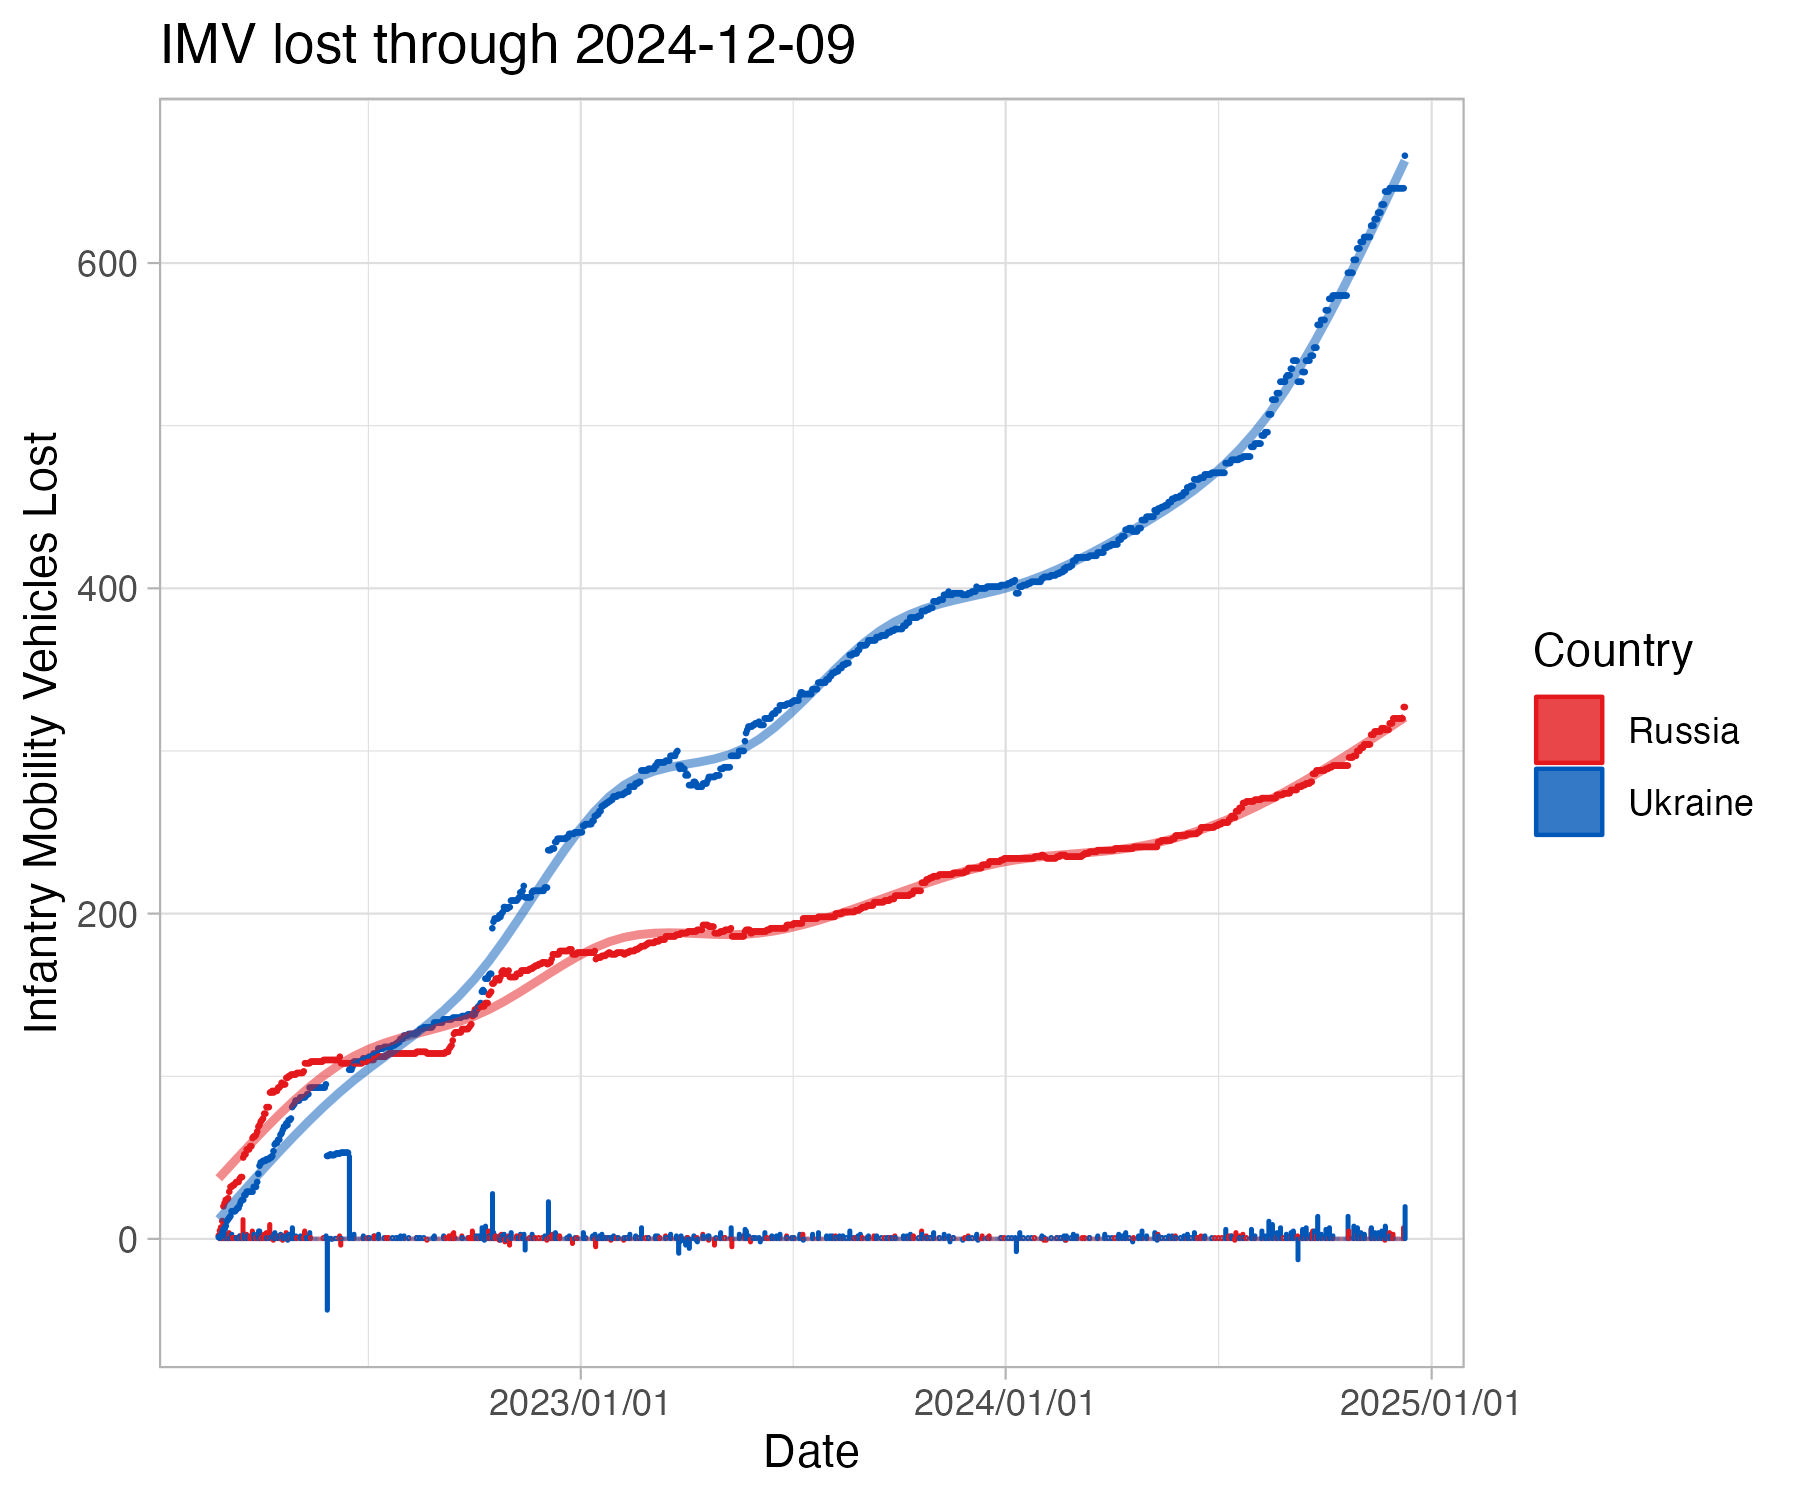 IMV lost through 2024-12-09
Infantry Mobility Vehicles Lost
600
400
200
0
2023/01/01
2024/01/01
2025/01/01
Date
Country
Russia
Ukraine